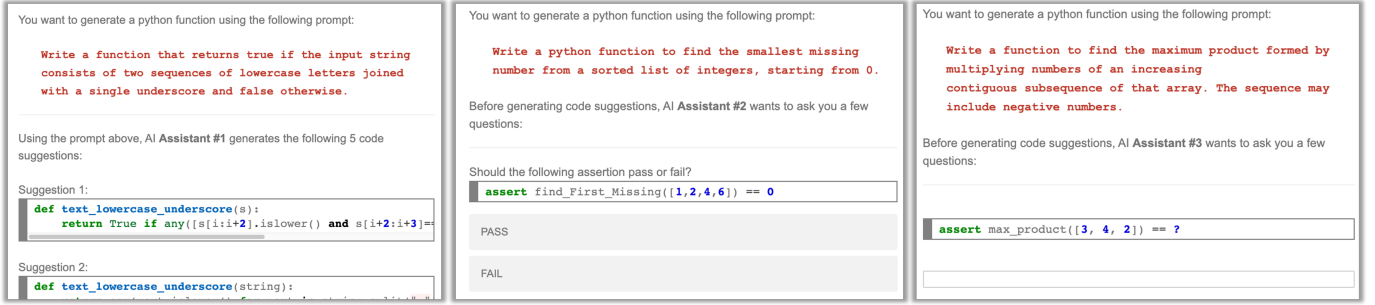 You want to generate a python function using the following prompt:
Write a function that returns true if the input string
consists of two sequences of lowercase letters joined
with a single underscore and false otherwise.
Using the prompt above, AI Assistant #1 generates the following 5 code
suggestions:
Suggestion 1:
def text_lowercase_underscore(s):
return True if any([s[i:i+2].islower() and s[i+2:i+3]==
Suggestion 2:
def text_lowercase_underscore(string):
You want to generate a python function using the following prompt:
Write a python function to find the smallest missing
number from a sorted list of integers, starting from 0.
Before generating code suggestions, AI Assistant #2 wants to ask you a few
questions:
Should the following assertion pass or fail?
assert find_First_Missing([1,2,4,6]) == 0
PASS
FAIL
You want to generate a python function using the following prompt:
Write a function to find the maximum product formed by
multiplying numbers of an increasing
contiguous subsequence of that array. The sequence may
include negative numbers.
Before generating code suggestions, AI Assistant #3 wants to ask you a few
questions:
assert max_product([3, 4, 2]) == ?